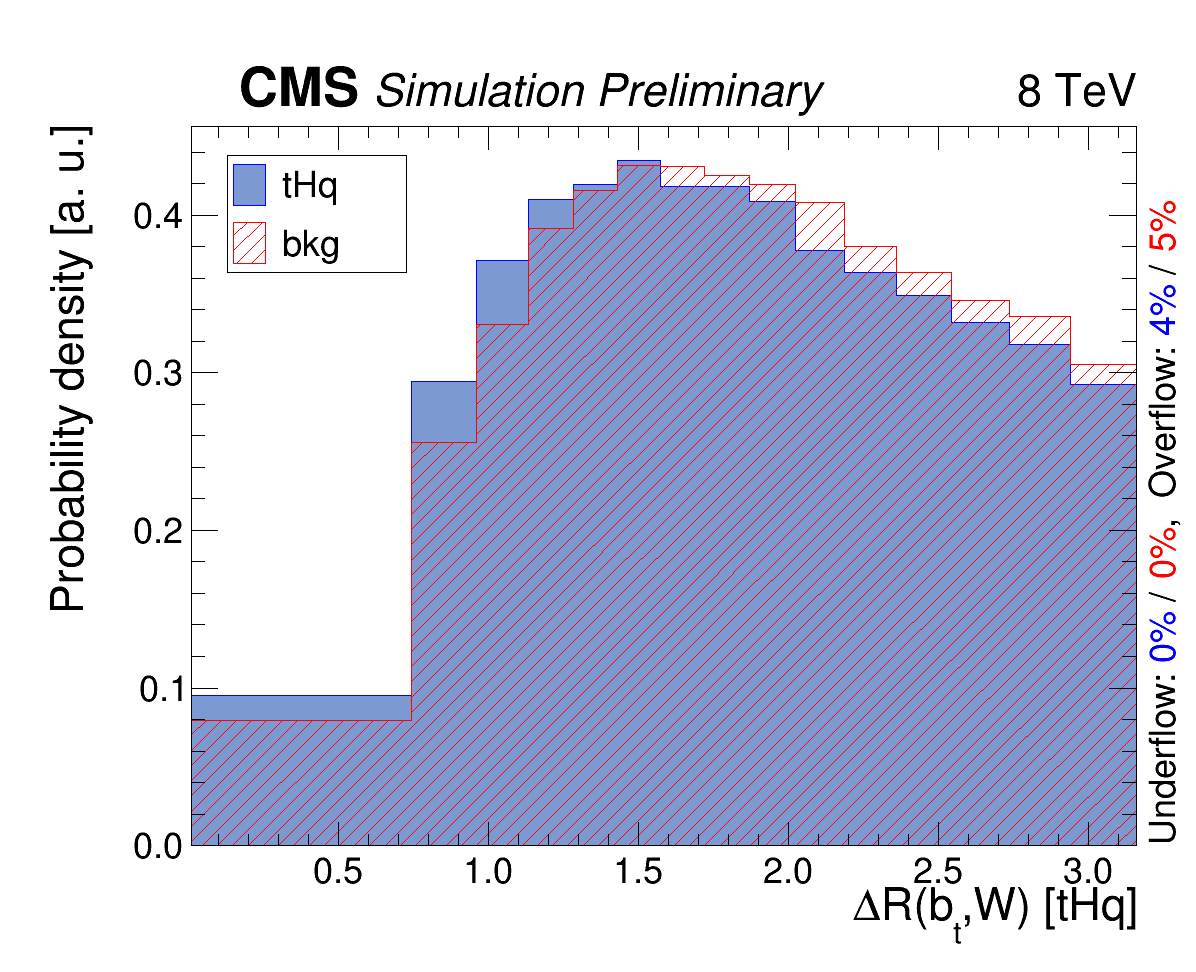 CMS Simulation Preliminary 8 TeV
Probability density [a. u.]
tHq
bkg
0.4
0.3
0.2
0.1
0.0
0.5 1.0 1.5 2.0 2.5 3.0
ΔR(b_t,W) [tHq]
Underflow: 0% / 0%, Overflow: 4% / 5%